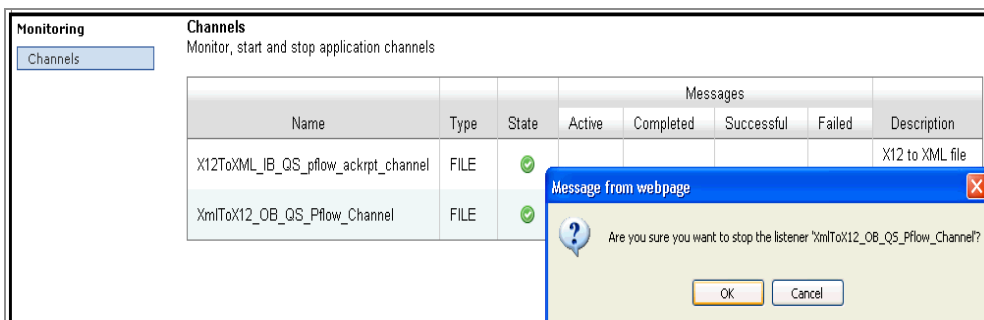 Monitoring
Channels
Channels
Monitor, start and stop application channels
Messages
Name Type State Active Completed Successful Failed Description
X12ToXML_IB_QS_pflow_ackrpt_channel FILE X12 to XML file
XmlToX12_OB_QS_Pflow_Channel FILE
Message from webpage
Are you sure you want to stop the listener 'XmlToX12_OB_QS_Pflow_Channel'?
OK Cancel